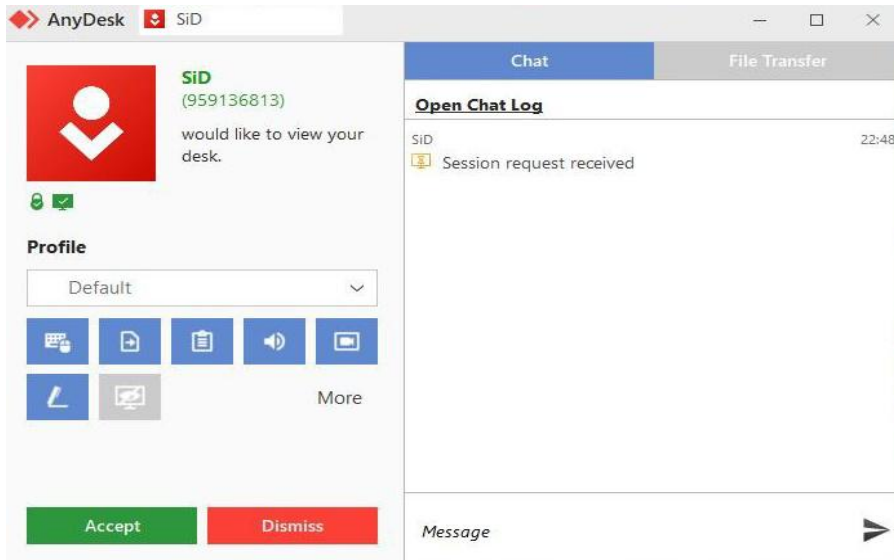 AnyDesk SiD
SiD
(959136813)
would like to view your
desk.
Profile
Default
More
Accept Dismiss
Chat File Transfer
Open Chat Log
SiD 22:48
Session request received
Message